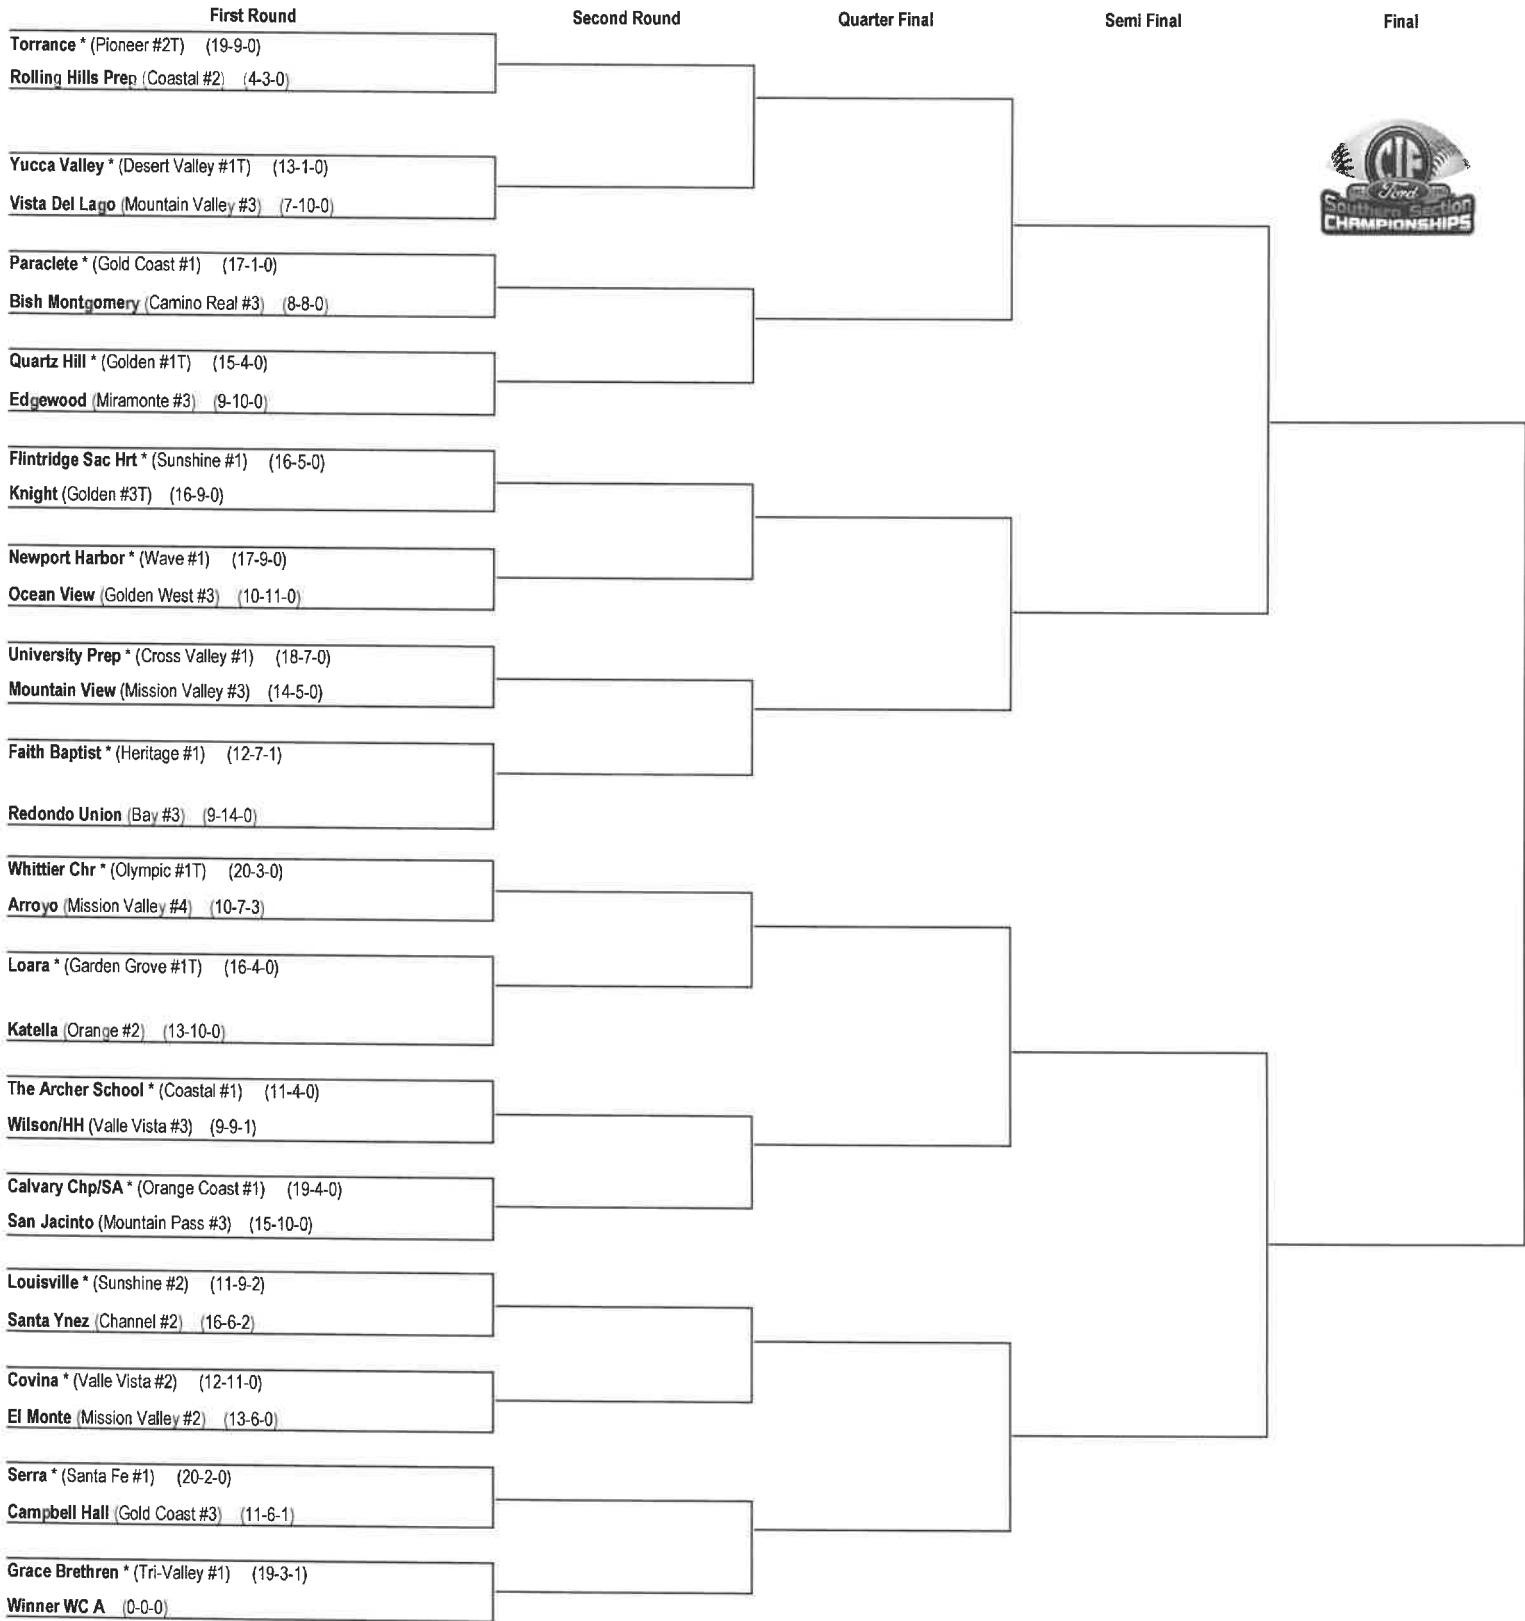 First Round
Second Round
Quarter Final
Semi Final
Final
Torrance * (Pioneer #2T) (19-9-0)
Rolling Hills Prep (Coastal #2) (4-3-0)
Yucca Valley * (Desert Valley #1T) (13-1-0)
Vista Del Lago (Mountain Valley #3) (7-10-0)
CIF
Ford
Southern Section
CHAMPIONSHIPS
Paraclete * (Gold Coast #1) (17-1-0)
Bish Montgomery (Camino Real #3) (8-8-0)
Quartz Hill * (Golden #1T) (15-4-0)
Edgewood (Miramonte #3) (9-10-0)
Flintridge Sac Hrt * (Sunshine #1) (16-5-0)
Knight (Golden #3T) (16-9-0)
Newport Harbor * (Wave #1) (17-9-0)
Ocean View (Golden West #3) (10-11-0)
University Prep * (Cross Valley #1) (18-7-0)
Mountain View (Mission Valley #3) (14-5-0)
Faith Baptist * (Heritage #1) (12-7-1)
Redondo Union (Bay #3) (9-14-0)
Whittier Chr * (Olympic #1T) (20-3-0)
Arroyo (Mission Valley #4) (10-7-3)
Loara * (Garden Grove #1T) (16-4-0)
Katella (Orange #2) (13-10-0)
The Archer School * (Coastal #1) (11-4-0)
Wilson/HH (Valle Vista #3) (9-9-1)
Calvary Chp/SA * (Orange Coast #1) (19-4-0)
San Jacinto (Mountain Pass #3) (15-10-0)
Louisville * (Sunshine #2) (11-9-2)
Santa Ynez (Channel #2) (16-6-2)
Covina * (Valle Vista #2) (12-11-0)
El Monte (Mission Valley #2) (13-6-0)
Serra * (Santa Fe #1) (20-2-0)
Campbell Hall (Gold Coast #3) (11-6-1)
Grace Brethren * (Tri-Valley #1) (19-3-1)
Winner WC A (0-0-0)